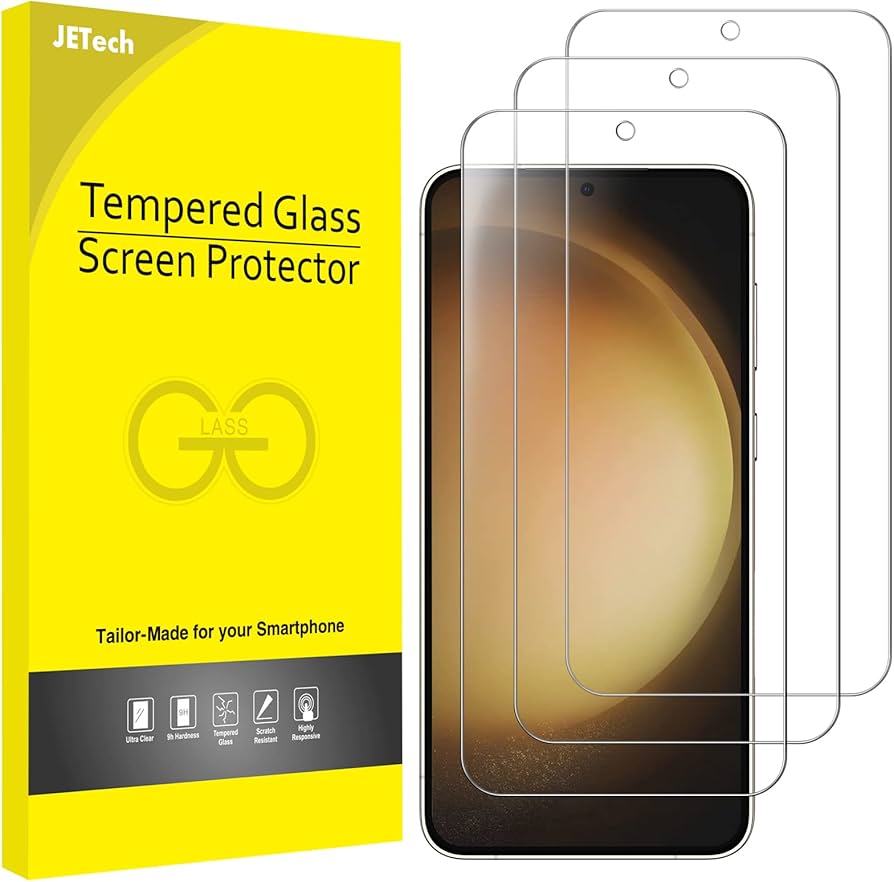 JETech
Tempered Glass
Screen Protector
G LASS G
Tailor-Made for your Smartphone
9H
Ultra Clear
9h Hardness
Tempered Glass
Scratch Resistant
Highly Responsive